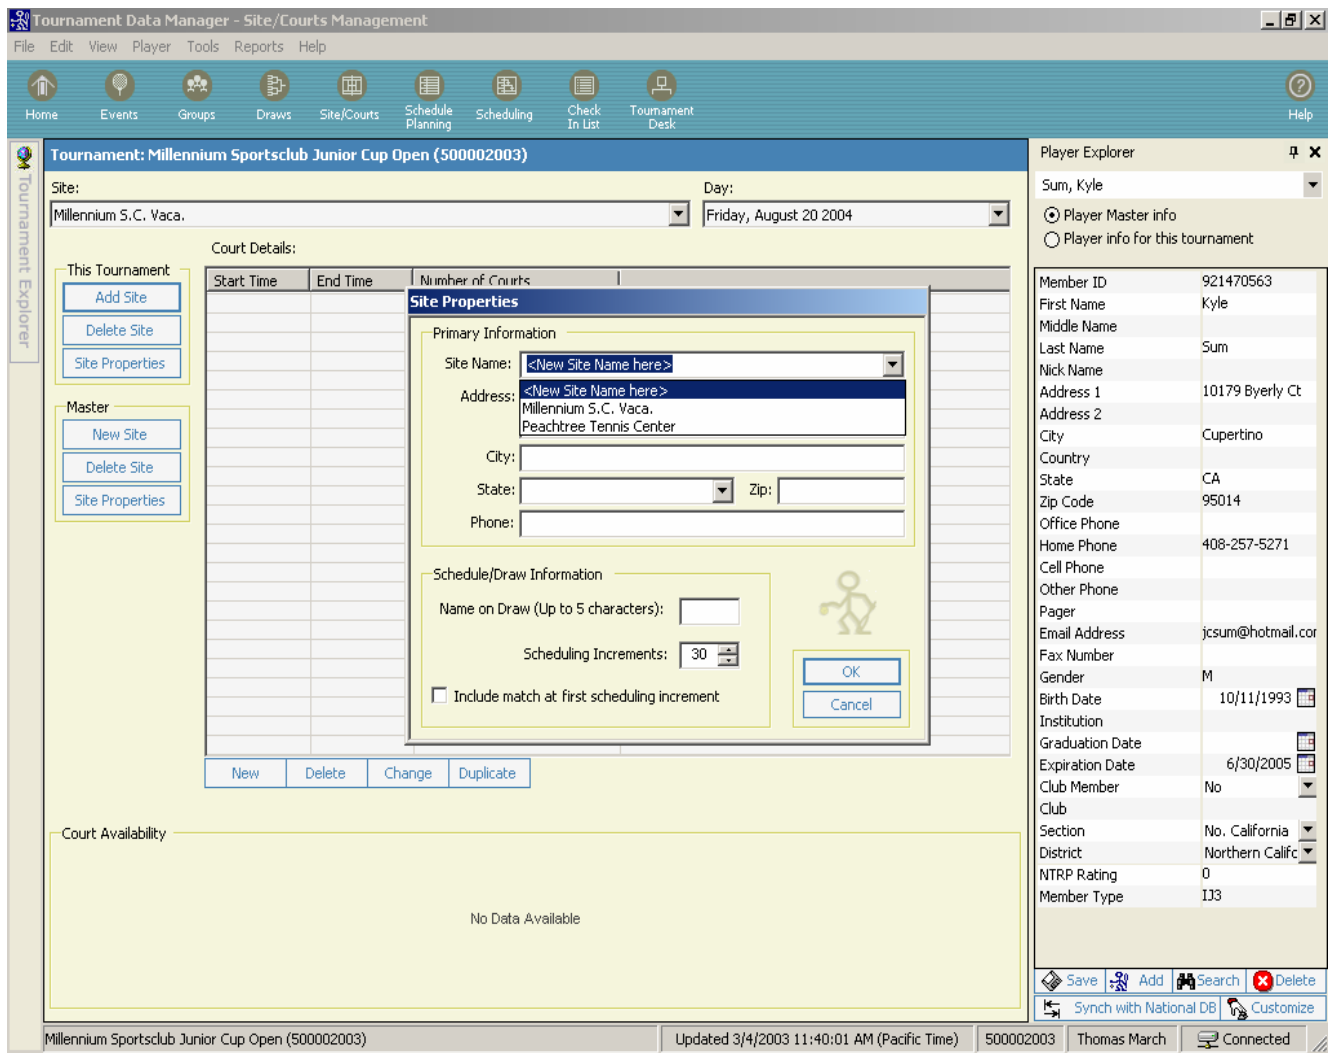 Tournament Data Manager - Site/Courts Management
File Edit View Player Tools Reports Help
Home Events Groups Draws Site/Courts Schedule Planning Scheduling Check In List Tournament Desk Help
Tournament Explorer
Tournament: Millennium Sportsclub Junior Cup Open (500002003)
Site: Day:
Millennium S.C. Vaca. Friday, August 20 2004
Court Details:
Start Time End Time Number of Courts
This Tournament
Add Site
Delete Site
Site Properties
Master
New Site
Delete Site
Site Properties
Site Properties
Primary Information
Site Name: <New Site Name here>
<New Site Name here>
Millennium S.C. Vaca.
Peachtree Tennis Center
Address:
City:
State: Zip:
Phone:
Schedule/Draw Information
Name on Draw (Up to 5 characters):
Scheduling Increments: 30
Include match at first scheduling increment
OK
Cancel
New Delete Change Duplicate
Court Availability
No Data Available
Player Explorer
Sum, Kyle
Player Master info
Player info for this tournament
Member ID 921470563
First Name Kyle
Middle Name
Last Name Sum
Nick Name
Address 1 10179 Byerly Ct
Address 2
City Cupertino
Country
State CA
Zip Code 95014
Office Phone
Home Phone 408-257-5271
Cell Phone
Other Phone
Pager
Email Address jcsum@hotmail.cor
Fax Number
Gender M
Birth Date 10/11/1993
Institution
Graduation Date
Expiration Date 6/30/2005
Club Member No
Club
Section No. California
District Northern Califc
NTRP Rating 0
Member Type IJ3
Save Add Search Delete
Synch with National DB Customize
Millennium Sportsclub Junior Cup Open (500002003) Updated 3/4/2003 11:40:01 AM (Pacific Time) 500002003 Thomas March Connected